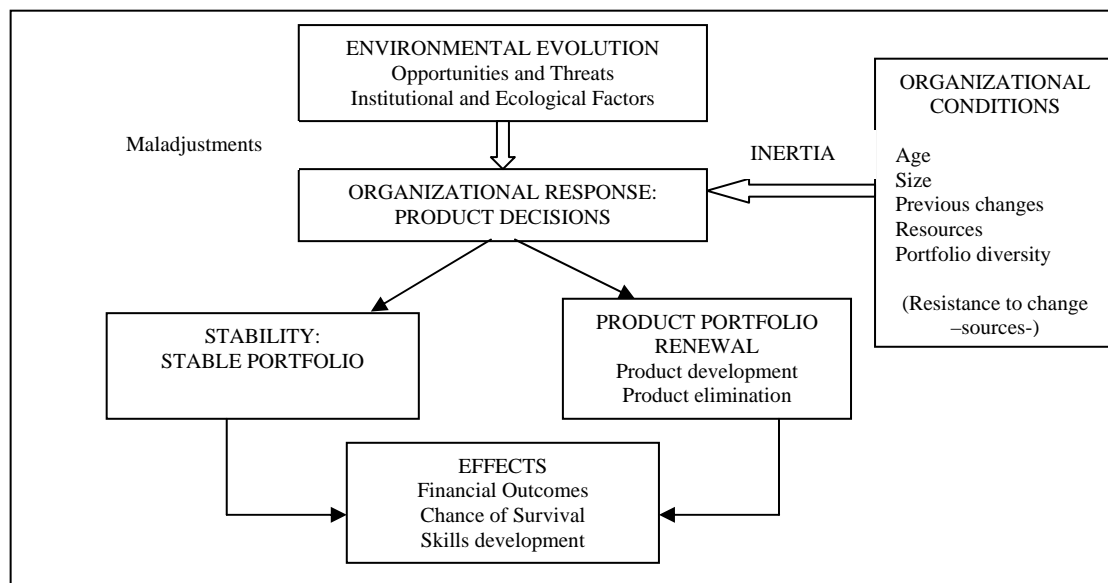 ENVIRONMENTAL EVOLUTION
Opportunities and Threats
Institutional and Ecological Factors
Maladjustments
INERTIA
ORGANIZATIONAL
CONDITIONS
Age
Size
Previous changes
Resources
Portfolio diversity
(Resistance to change
–sources-)
ORGANIZATIONAL RESPONSE:
PRODUCT DECISIONS
STABILITY:
STABLE PORTFOLIO
PRODUCT PORTFOLIO
RENEWAL
Product development
Product elimination
EFFECTS
Financial Outcomes
Chance of Survival
Skills development